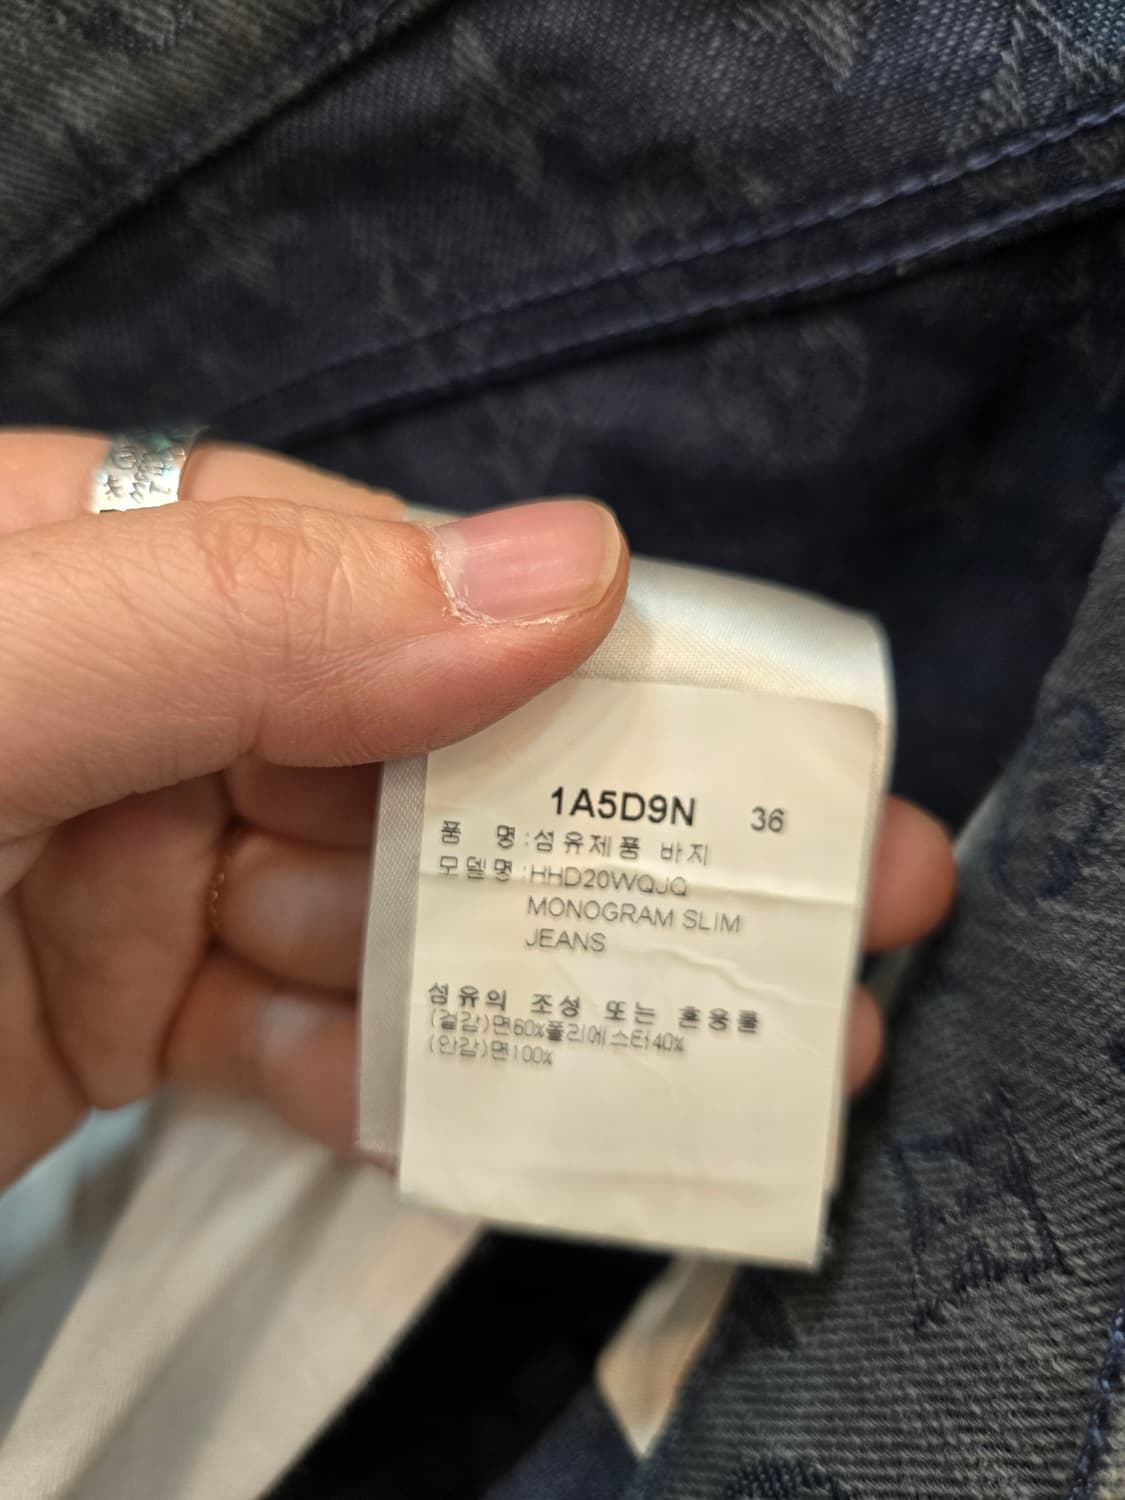 1A5D9N 36
품 명 : 섬유제품 바지
모델명 : HHD20WQJQ
MONOGRAM SLIM
JEANS
섬유의 조성 또는 혼용률
(겉감)면60%폴리에스터40%
(안감)면100%